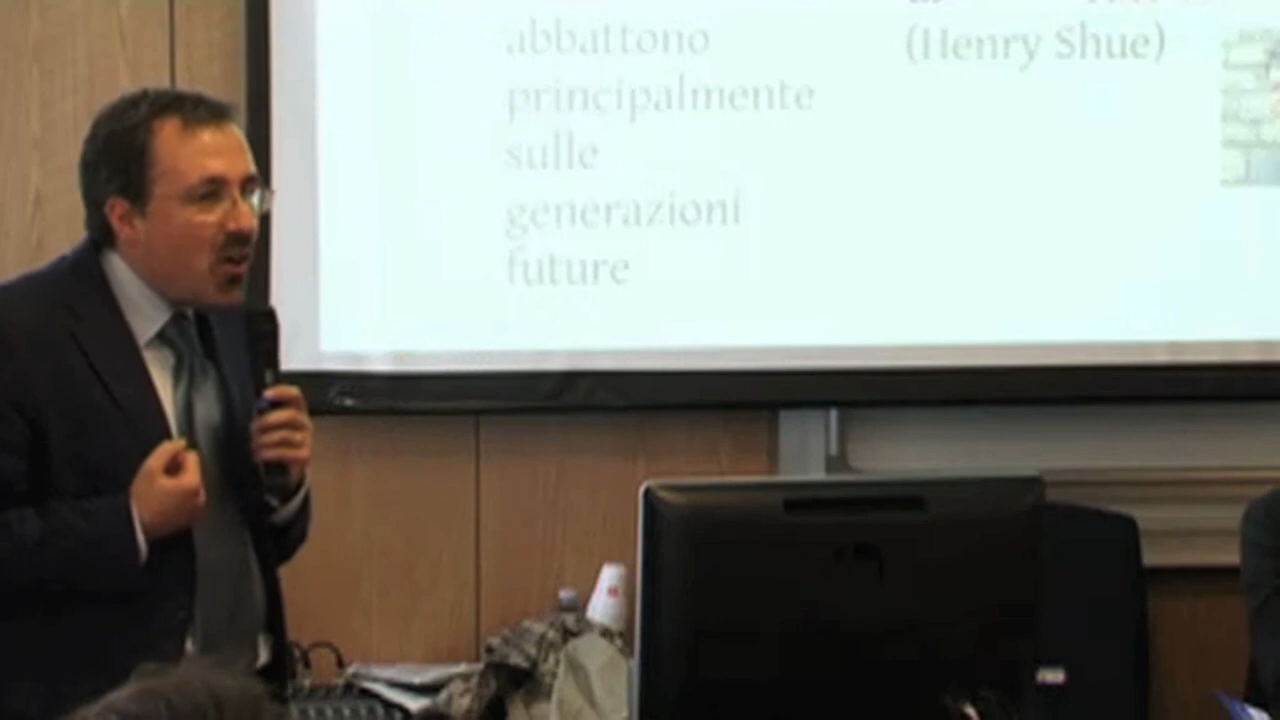 abbattono
principalmente
sulle
generazioni
future
(Henry Shue)